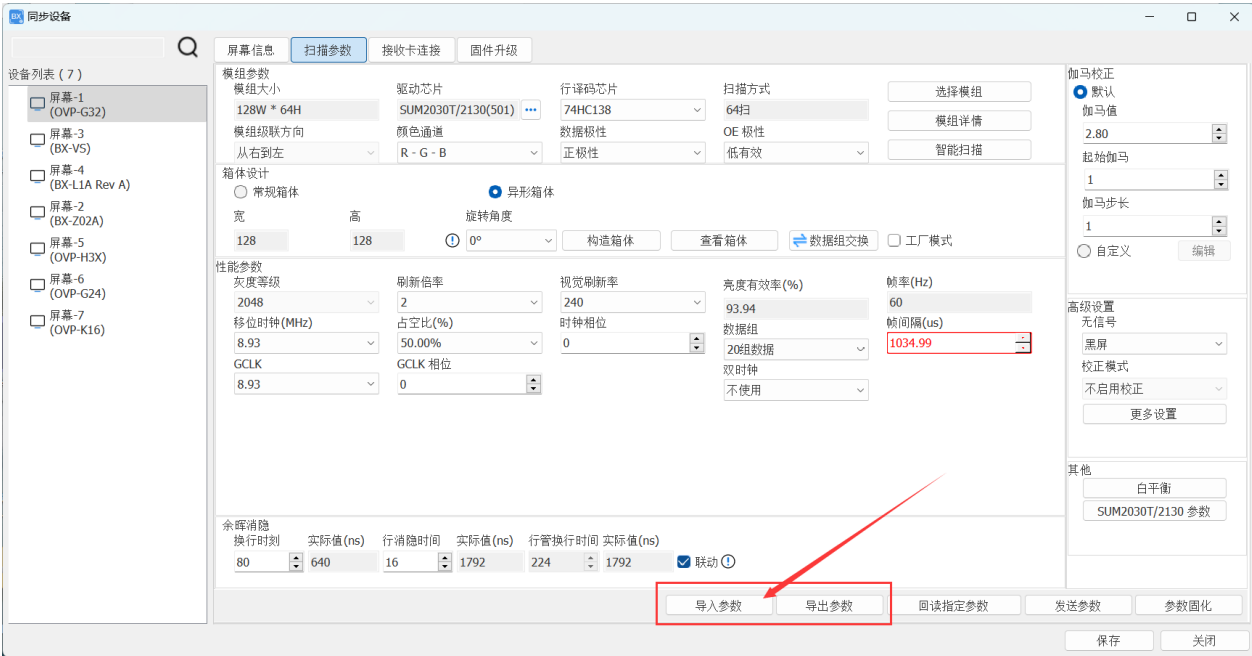 BX 同步设备
设备列表 ( 7 )
屏幕-1
(OVP-G32)
屏幕-3
(BX-VS)
屏幕-4
(BX-L1A Rev A)
屏幕-2
(BX-Z02A)
屏幕-5
(OVP-H3X)
屏幕-6
(OVP-G24)
屏幕-7
(OVP-K16)
屏幕信息 扫描参数 接收卡连接 固件升级
模组参数
模组大小 驱动芯片 行译码芯片 扫描方式
128W * 64H SUM2030T/2130(501) ••• 74HC138 64扫 选择模组
模组级联方向 颜色通道 数据极性 OE 极性 模组详情
从右到左 R - G - B 正极性 低有效 智能扫描
箱体设计
常规箱体 异形箱体
宽 高 旋转角度
128 128 0° 构造箱体 查看箱体 数据组交换 工厂模式
性能参数
灰度等级 刷新倍率 视觉刷新率 亮度有效率(%) 帧率(Hz)
2048 2 240 93.94 60
移位时钟(MHz) 占空比(%) 时钟相位 数据组 帧间隔(us)
8.93 50.00% 0 20组数据 1034.99
GCLK GCLK 相位 双时钟
8.93 0 不使用
余晖消隐
换行时刻 实际值(ns) 行消隐时间 实际值(ns) 行管换行时间 实际值(ns)
80 640 16 1792 224 1792 联动
导入参数 导出参数 回读指定参数 发送参数 参数固化
伽马校正
默认
伽马值
2.80
起始伽马
1
伽马步长
1
自定义 编辑
高级设置
无信号
黑屏
校正模式
不启用校正
更多设置
其他
白平衡
SUM2030T/2130 参数
保存 关闭